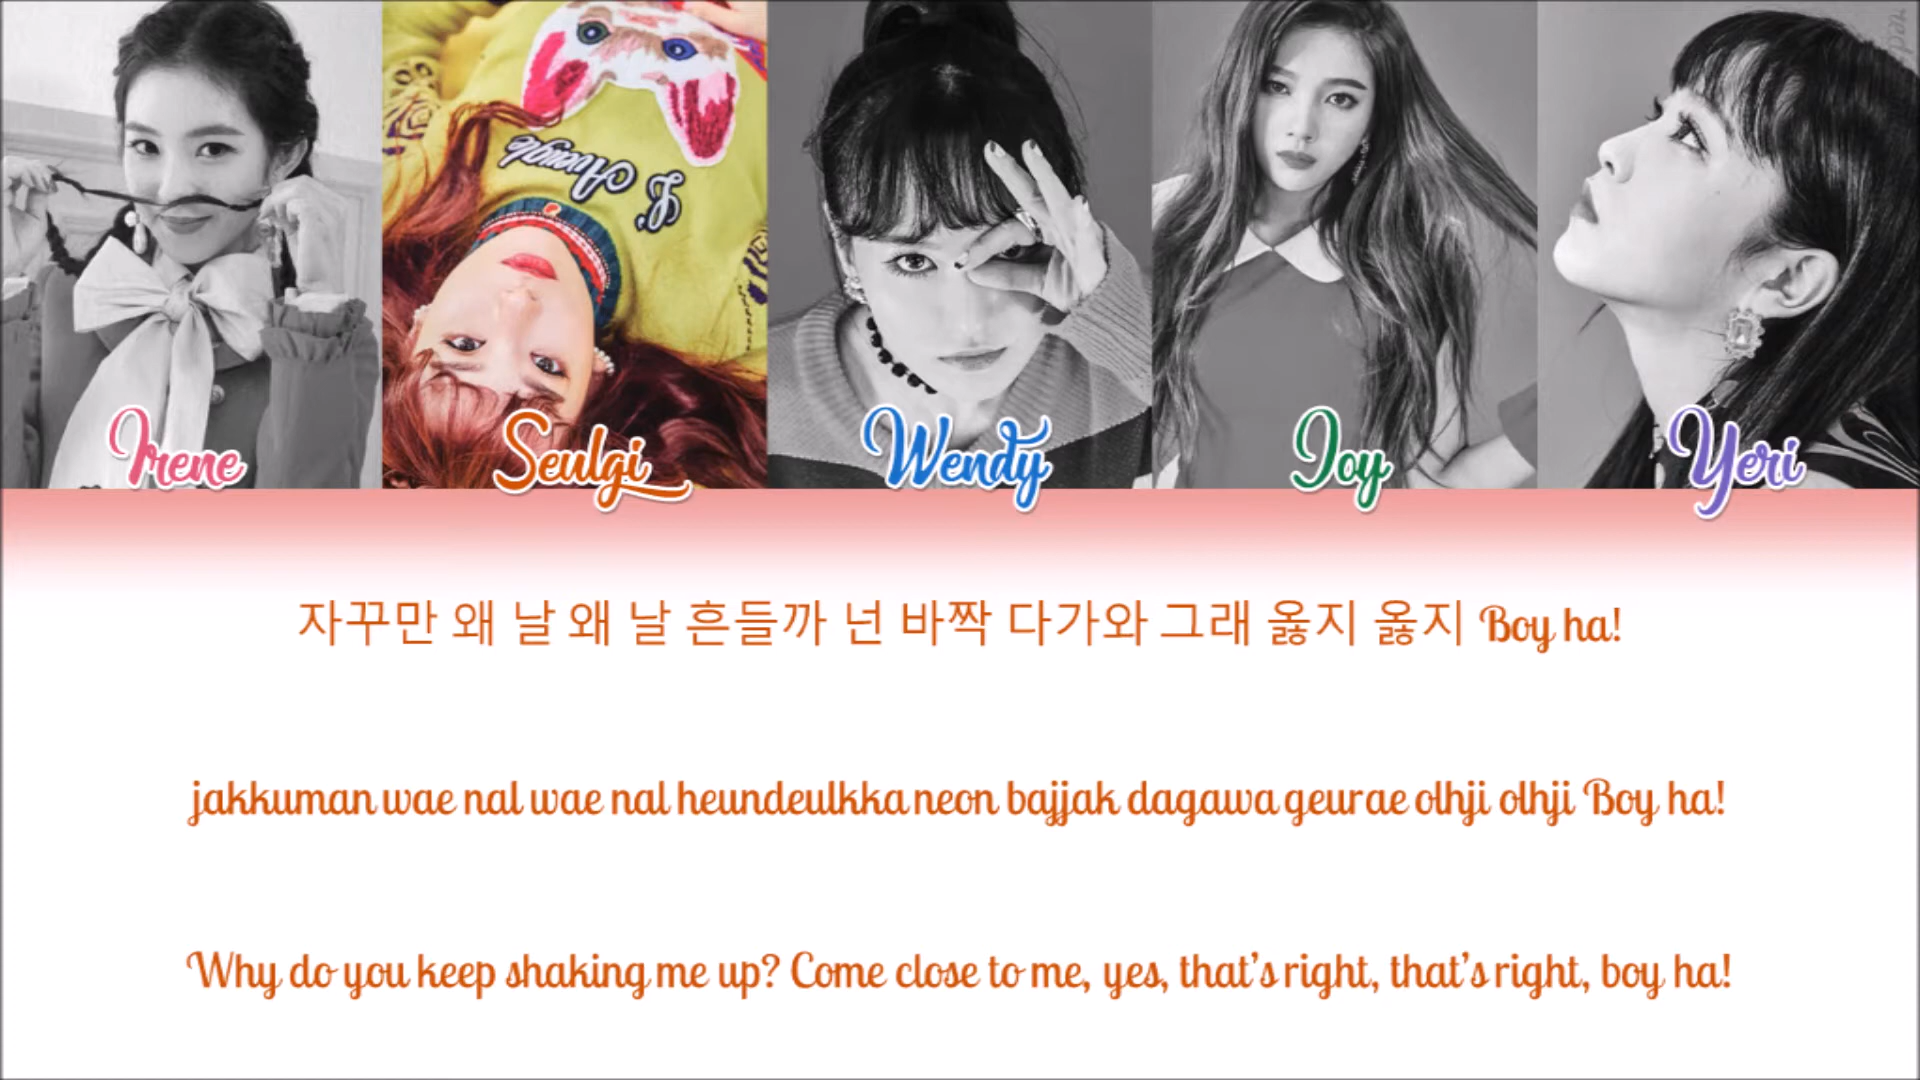 L'Aveugle
Irene
Seulgi
Wendy
Joy
Yeri
자꾸만 왜 날 왜 날 흔들까 넌 바짝 다가와 그래 옳지 옳지 Boy ha!
jakkuman wae nal wae nal heundeulkka neon bajjak dagawa geurae olhji olhji Boy ha!
Why do you keep shaking me up? Come close to me, yes, that's right, that's right, boy ha!